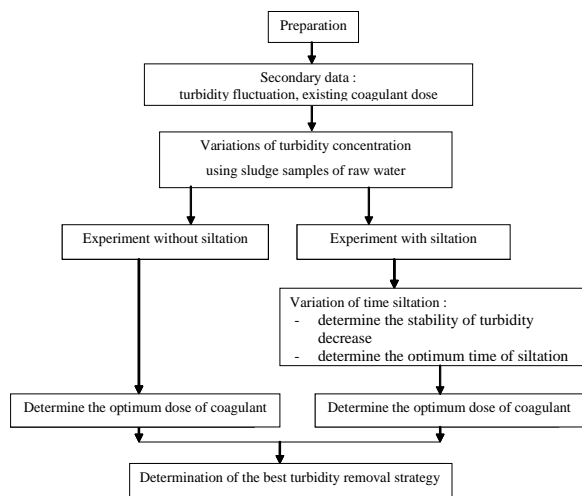 Preparation
Secondary data :
turbidity fluctuation, existing coagulant dose
Variations of turbidity concentration
using sludge samples of raw water
Experiment without siltation
Experiment with siltation
Variation of time siltation :
- determine the stability of turbidity
decrease
- determine the optimum time of siltation
Determine the optimum dose of coagulant
Determine the optimum dose of coagulant
Determination of the best turbidity removal strategy